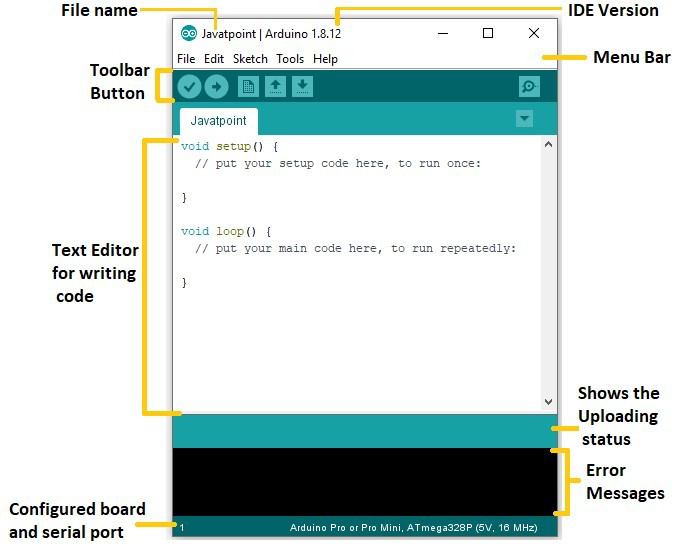 File name
IDE Version
Javatpoint | Arduino 1.8.12
File Edit Sketch Tools Help
Menu Bar
Toolbar
Button
Javatpoint
void setup() {
// put your setup code here, to run once:
}
void loop() {
// put your main code here, to run repeatedly:
}
Text Editor
for writing
code
Shows the
Uploading
status
Error
Messages
Configured board
and serial port
1
Arduino Pro or Pro Mini, ATmega328P (5V, 16 MHz)